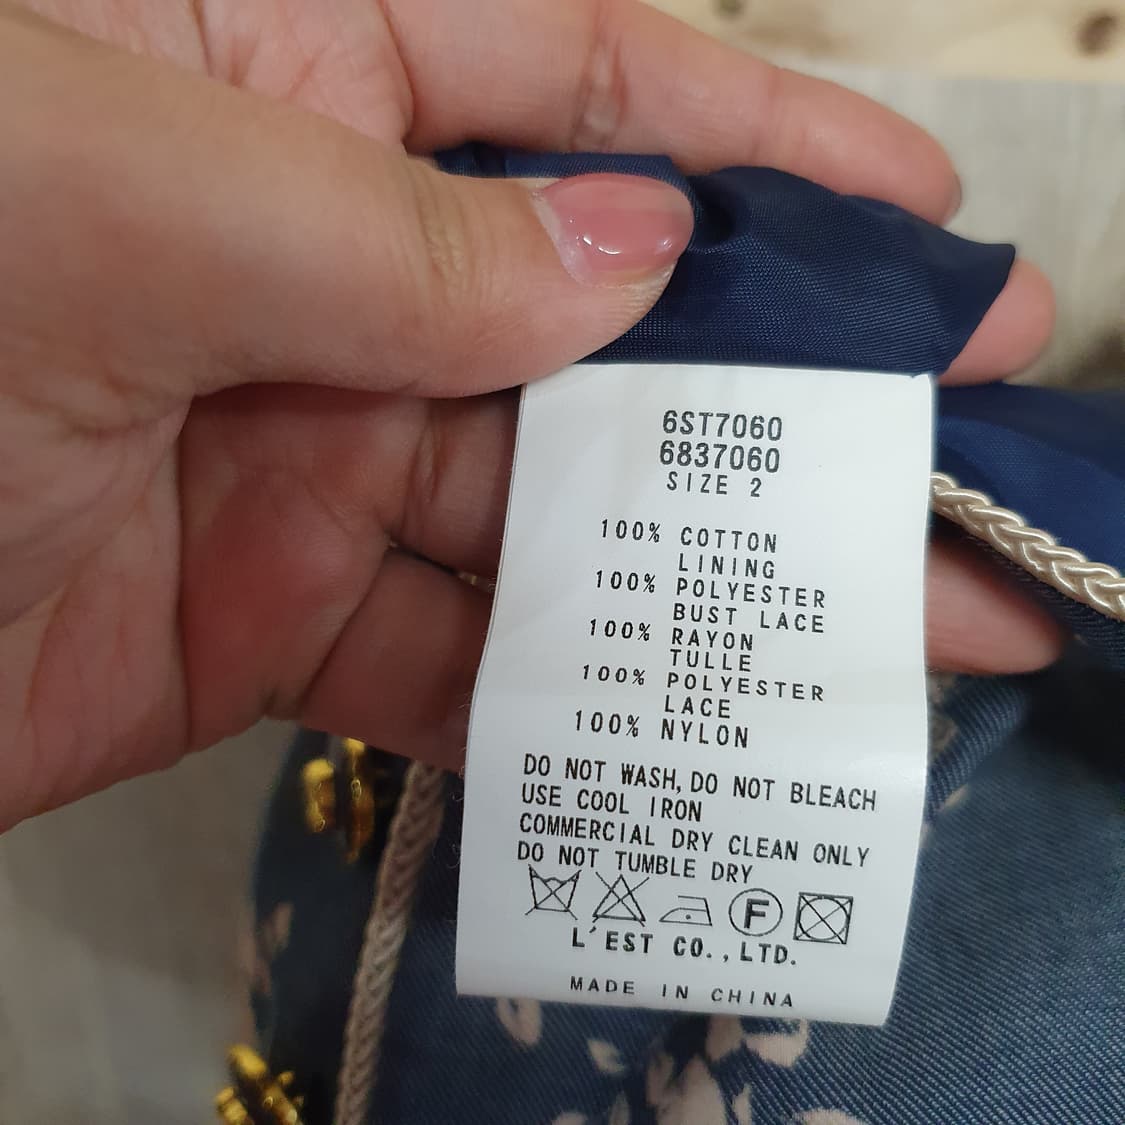 6ST7060
6837060
SIZE 2
100% COTTON
LINING
100% POLYESTER
BUST LACE
100% RAYON
TULLE
100% POLYESTER
LACE
100% NYLON
DO NOT WASH, DO NOT BLEACH
USE COOL IRON
COMMERCIAL DRY CLEAN ONLY
DO NOT TUMBLE DRY
F
L'EST CO., LTD.
MADE IN CHINA